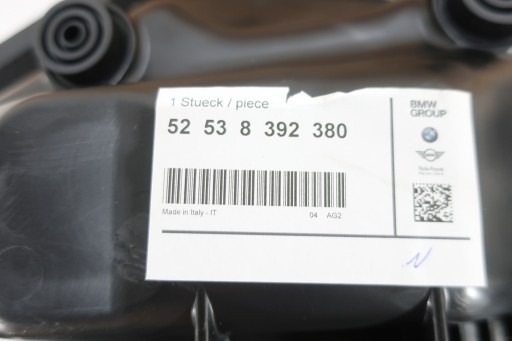 1 Stueck / piece
52 53 8 392 380
Made in Italy - IT 04 AG2
BMW
GROUP